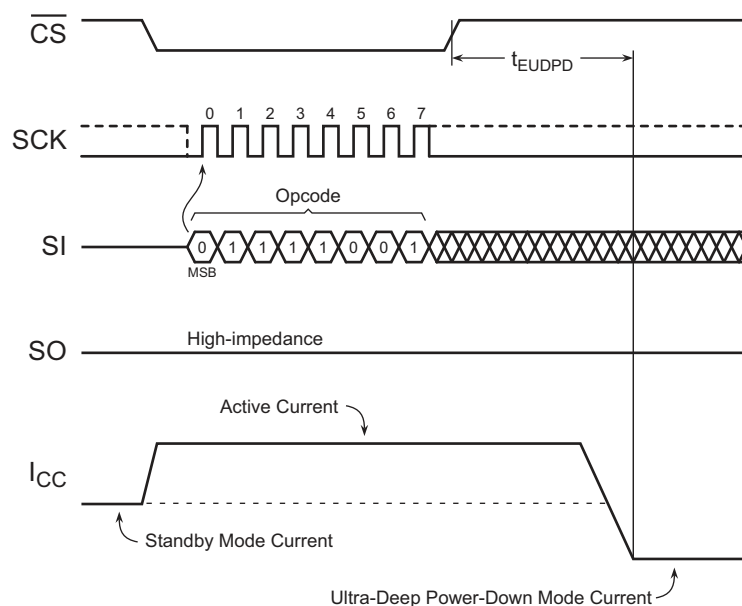 CS
tEUDPD
0 1 2 3 4 5 6 7
SCK
Opcode
SI
0 1 1 1 1 0 0 1
MSB
High-impedance
SO
Active Current
ICC
Standby Mode Current
Ultra-Deep Power-Down Mode Current